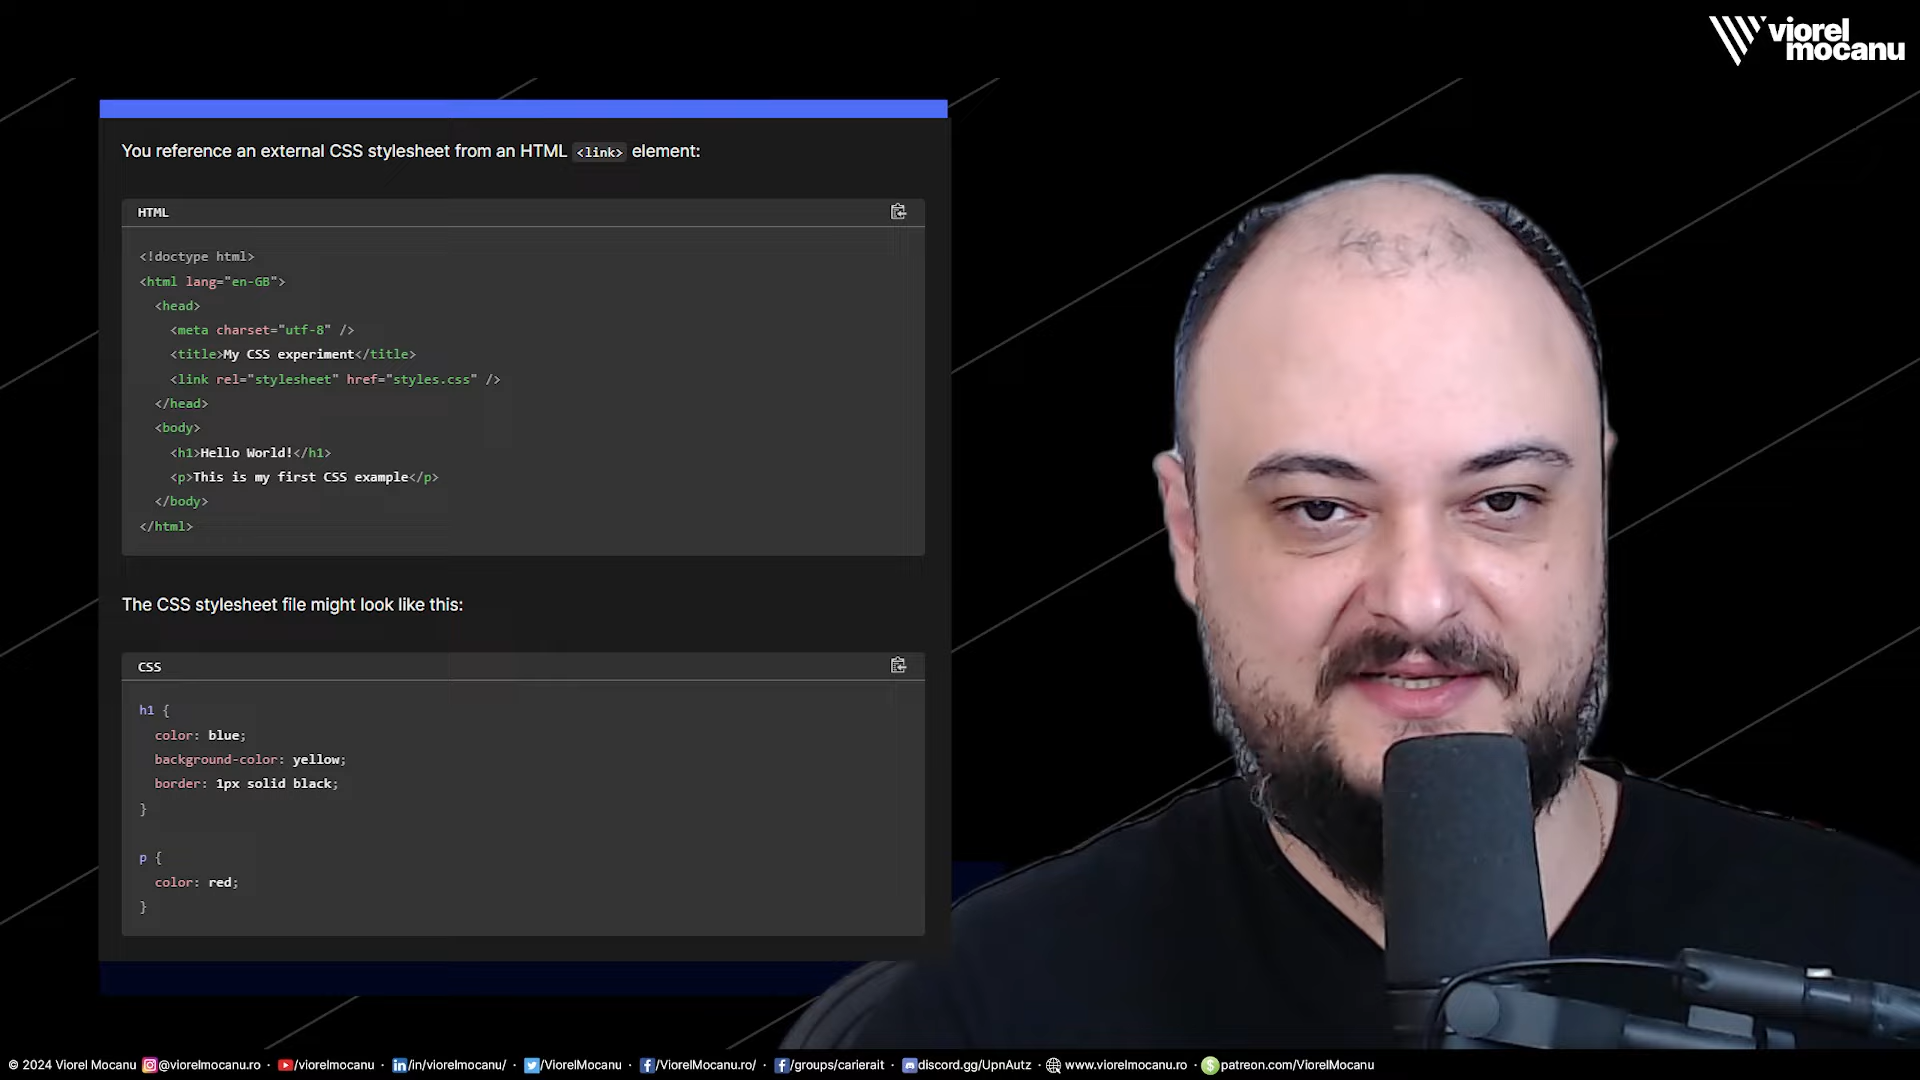 viorel
mocanu
You reference an external CSS stylesheet from an HTML <link> element:
HTML
<!doctype html>
<html lang="en-GB">
  <head>
    <meta charset="utf-8" />
    <title>My CSS experiment</title>
    <link rel="stylesheet" href="styles.css" />
  </head>
  <body>
    <h1>Hello World!</h1>
    <p>This is my first CSS example</p>
  </body>
</html>
The CSS stylesheet file might look like this:
CSS
h1 {
  color: blue;
  background-color: yellow;
  border: 1px solid black;
}
p {
  color: red;
}
© 2024 Viorel Mocanu @viorelmocanu.ro · /viorelmocanu · /in/viorelmocanu/ · /ViorelMocanu · /ViorelMocanu.ro/ · /groups/carierait · discord.gg/UpnAutz · www.viorelmocanu.ro · patreon.com/ViorelMocanu